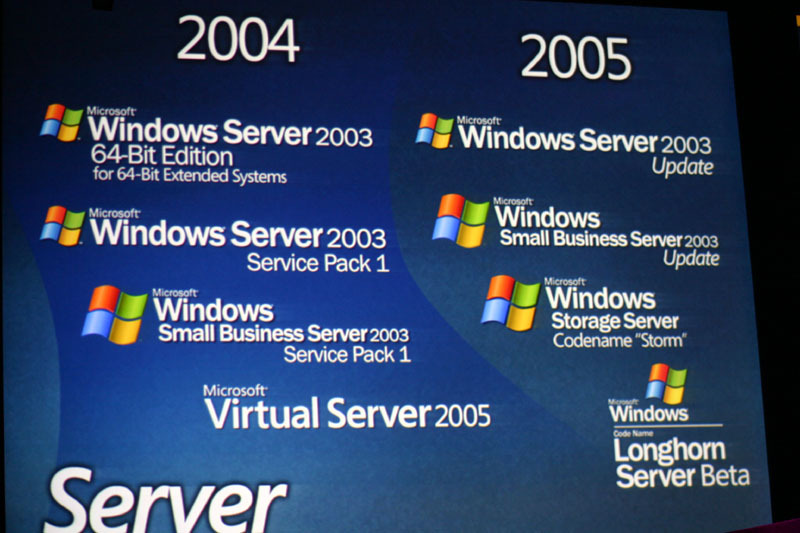 2004
Microsoft
Windows Server 2003
64-Bit Edition
for 64-Bit Extended Systems
Microsoft
Windows Server 2003
Service Pack 1
Microsoft
Windows
Small Business Server 2003
Service Pack 1
Microsoft
Virtual Server 2005
2005
Microsoft
Windows Server 2003
Update
Microsoft
Windows
Small Business Server 2003
Update
Microsoft
Windows
Storage Server
Codename "Storm"
Microsoft
Windows
Code Name
Longhorn
Server Beta
Server